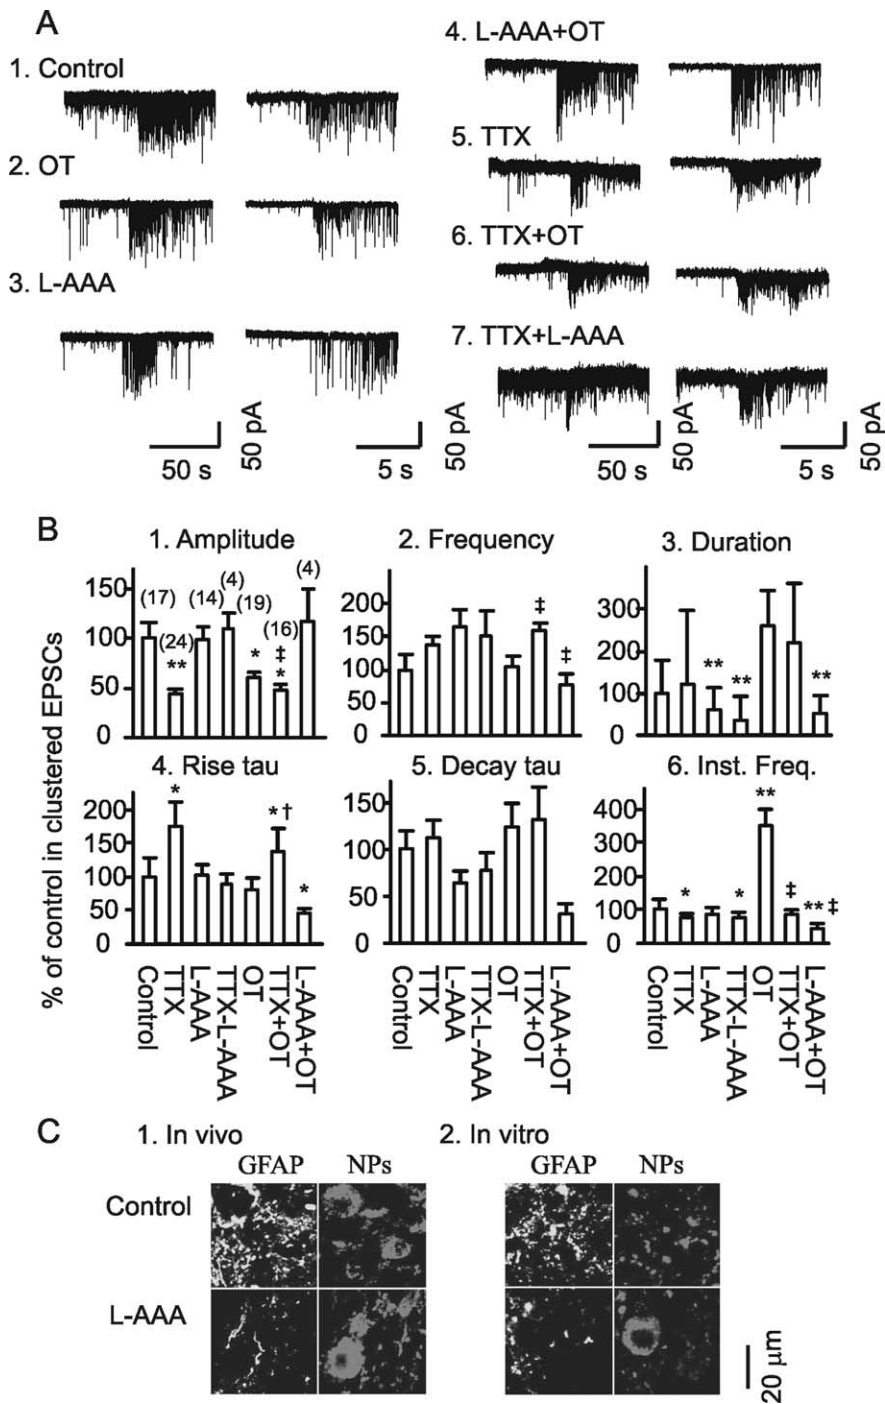 A
1. Control
2. OT
3. L-AAA
50 s
50 pA
5 s
50 pA
4. L-AAA+OT
5. TTX
6. TTX+OT
7. TTX+L-AAA
50 s
50 pA
5 s
50 pA
B
% of control in clustered EPSCs
1. Amplitude
150
100
50
0
(17)
(24)
**
(14)
(4)
(19)
*
(16)
‡
*
(4)
2. Frequency
200
150
100
50
0
‡
‡
3. Duration
300
200
100
0
**
**
**
4. Rise tau
200
150
100
50
0
*
*†
*
5. Decay tau
150
100
50
0
6. Inst. Freq.
400
300
200
100
0
*
*
**
‡
**‡
Control
TTX
L-AAA
TTX-L-AAA
OT
TTX+OT
L-AAA+OT
Control
TTX
L-AAA
TTX-L-AAA
OT
TTX+OT
L-AAA+OT
Control
TTX
L-AAA
TTX-L-AAA
OT
TTX+OT
L-AAA+OT
C
1. In vivo
2. In vitro
GFAP
NPs
GFAP
NPs
Control
L-AAA
20 µm